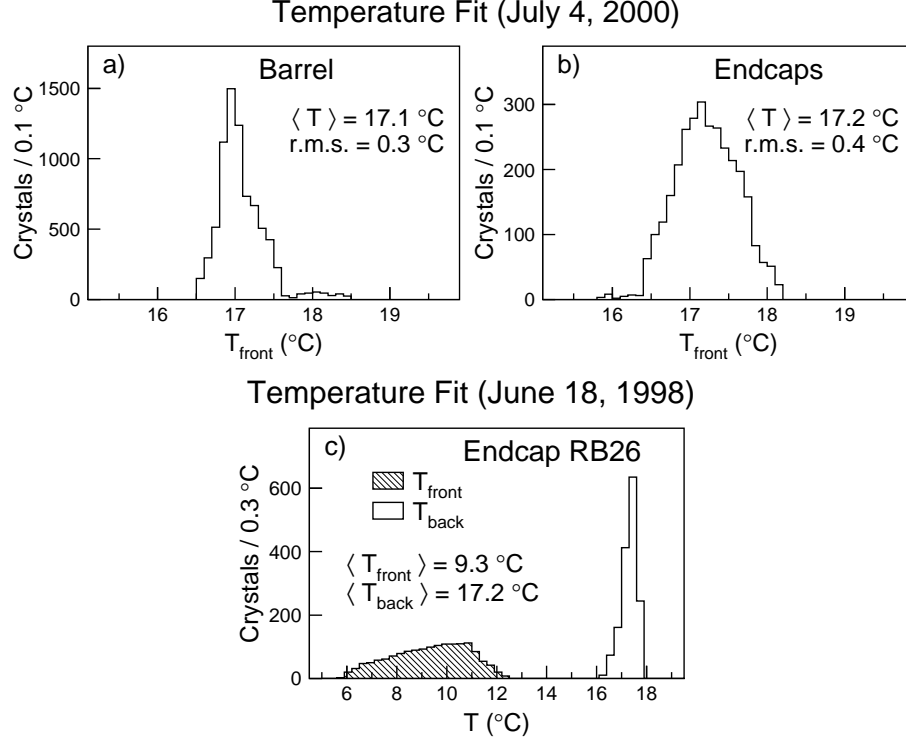 Temperature Fit (July 4, 2000)
a) Barrel
⟨ T ⟩ = 17.1 °C
r.m.s. = 0.3 °C
Crystals / 0.1 °C
1500
1000
500
0
16 17 18 19
T_front (°C)
b) Endcaps
⟨ T ⟩ = 17.2 °C
r.m.s. = 0.4 °C
Crystals / 0.1 °C
300
200
100
0
16 17 18 19
T_front (°C)
Temperature Fit (June 18, 1998)
c) Endcap RB26
T_front
T_back
⟨ T_front ⟩ = 9.3 °C
⟨ T_back ⟩ = 17.2 °C
Crystals / 0.3 °C
600
400
200
0
6 8 10 12 14 16 18
T (°C)